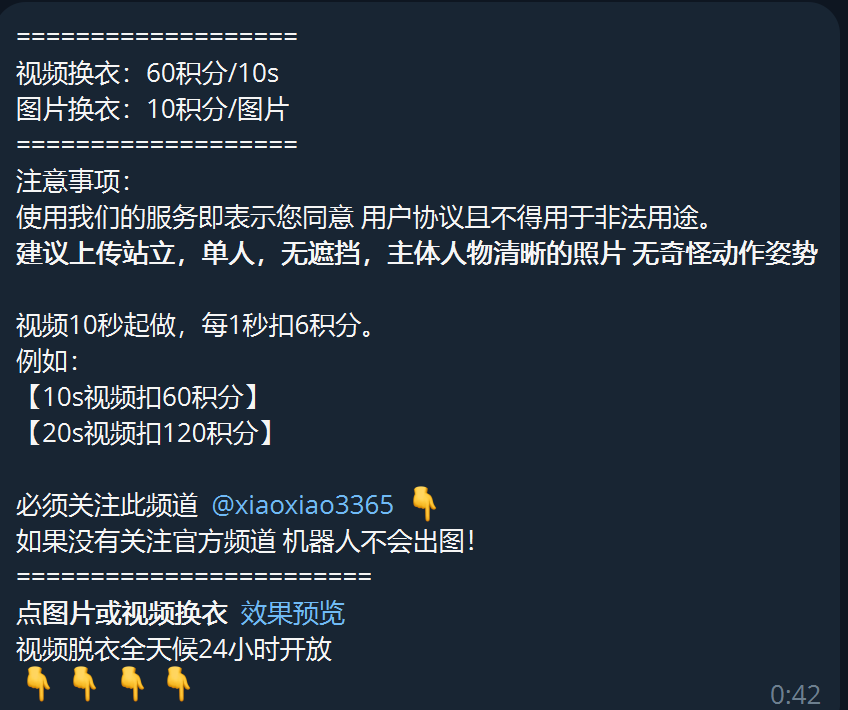 ===================
视频换衣：60积分/10s
图片换衣：10积分/图片
===================
注意事项：
使用我们的服务即表示您同意 用户协议且不得用于非法用途。
建议上传站立，单人，无遮挡，主体人物清晰的照片 无奇怪动作姿势
视频10秒起做，每1秒扣6积分。
例如：
【10s视频扣60积分】
【20s视频扣120积分】
必须关注此频道 @xiaoxiao3365 👇
如果没有关注官方频道 机器人不会出图！
========================
点图片或视频换衣 效果预览
视频脱衣全天候24小时开放
👇 👇 👇 👇
0:42